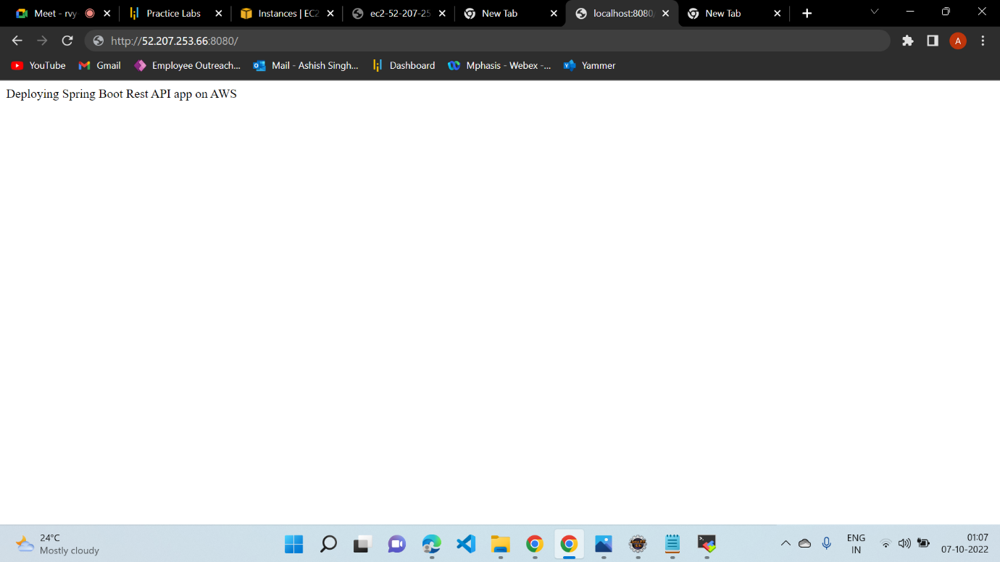 Meet - rvy
Practice Labs
Instances | EC2
ec2-52-207-25
New Tab
localhost:8080/
New Tab
http://52.207.253.66:8080/
A
YouTube
Gmail
Employee Outreach...
Mail - Ashish Singh...
Dashboard
Mphasis - Webex -...
Yammer
Deploying Spring Boot Rest API app on AWS
24°C
Mostly cloudy
ENG
IN
01:07
07-10-2022